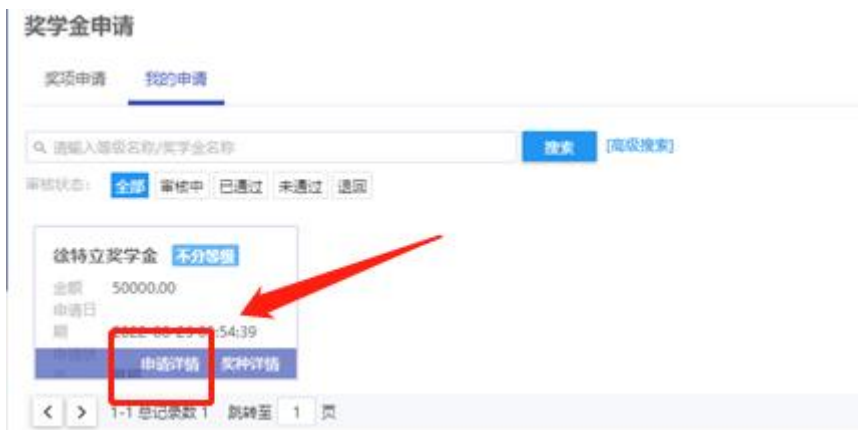 奖学金申请
奖项申请 我的申请
请输入等级名称/奖学金名称 搜索 [高级搜索]
审核状态: 全部 审核中 已通过 未通过 退回
徐特立奖学金 不分等级
金额 50000.00
申请日
期 :54:39
申请详情 奖种详情
1-1 总记录数 1 跳转至 1 页